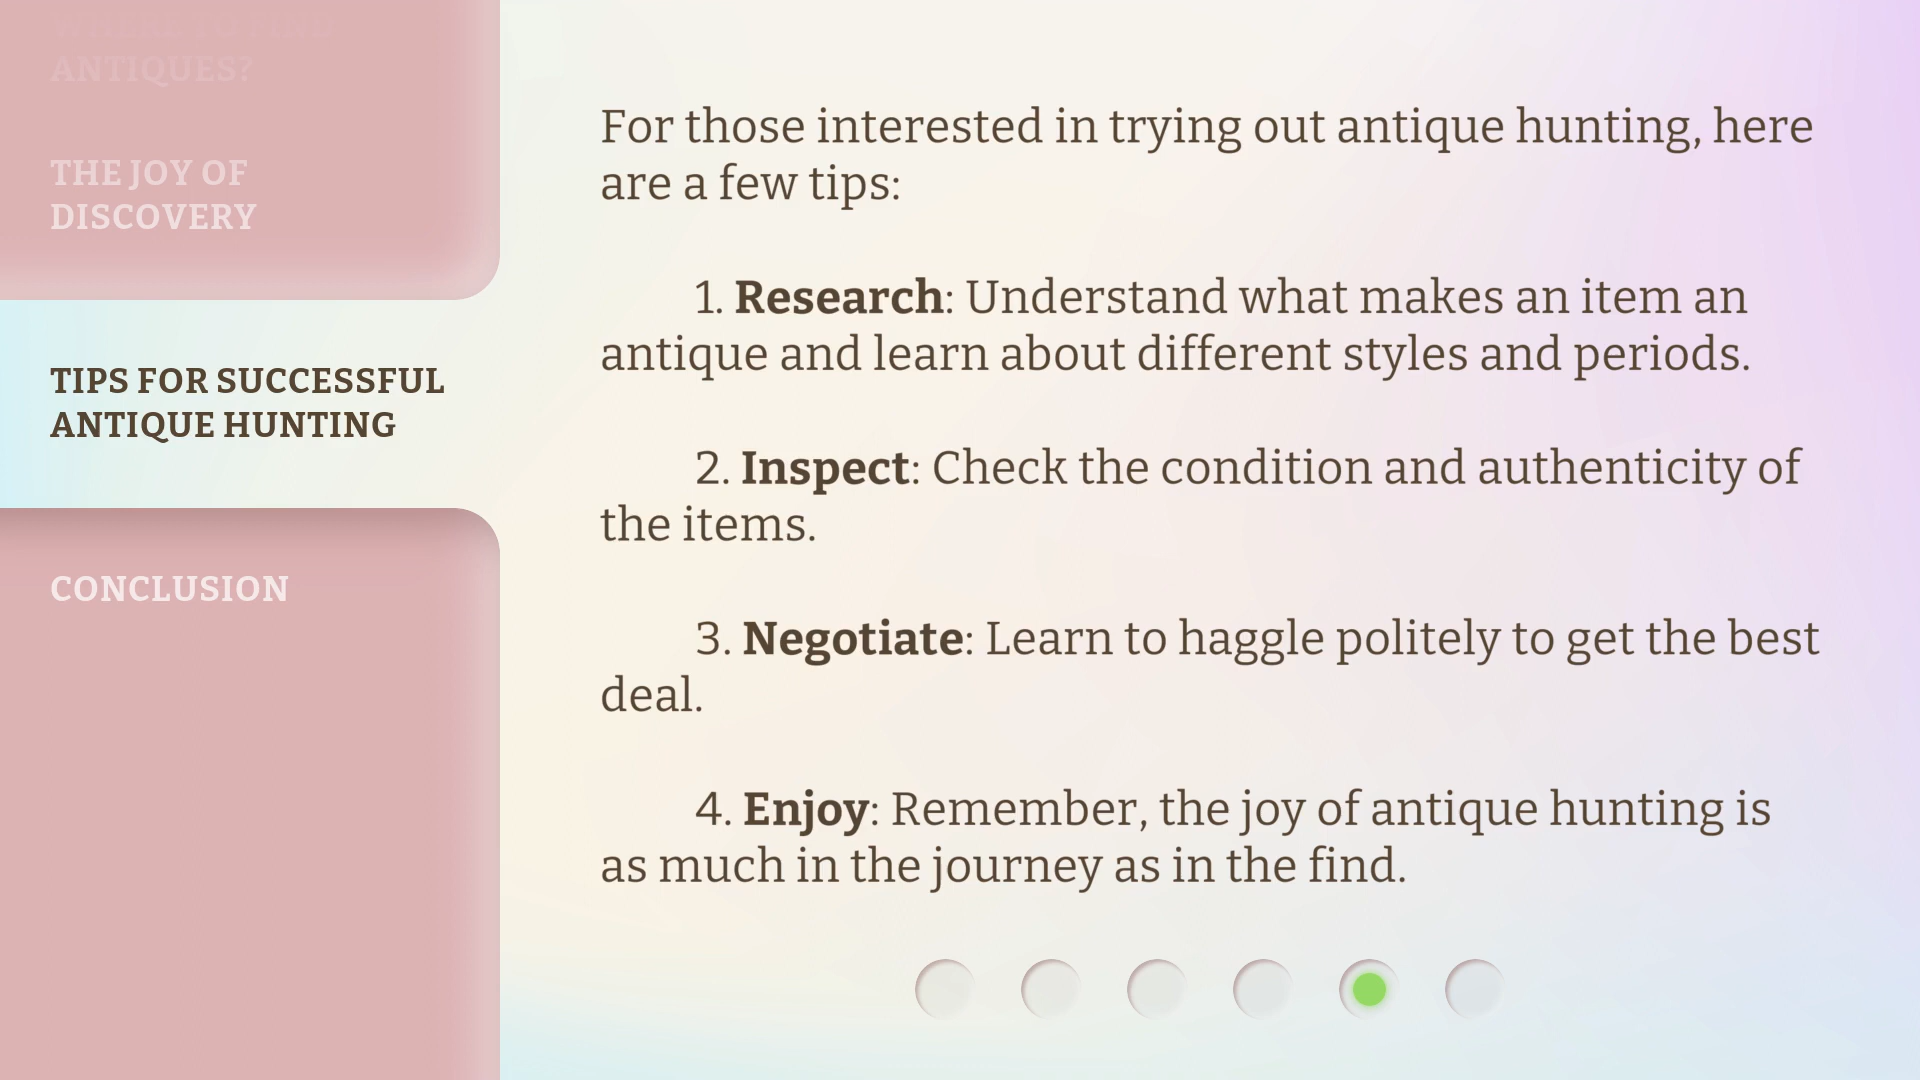 WHERE TO FIND
ANTIQUES?
THE JOY OF
DISCOVERY
TIPS FOR SUCCESSFUL
ANTIQUE HUNTING
CONCLUSION
For those interested in trying out antique hunting, here
are a few tips:
1. Research: Understand what makes an item an
antique and learn about different styles and periods.
2. Inspect: Check the condition and authenticity of
the items.
3. Negotiate: Learn to haggle politely to get the best
deal.
4. Enjoy: Remember, the joy of antique hunting is
as much in the journey as in the find.